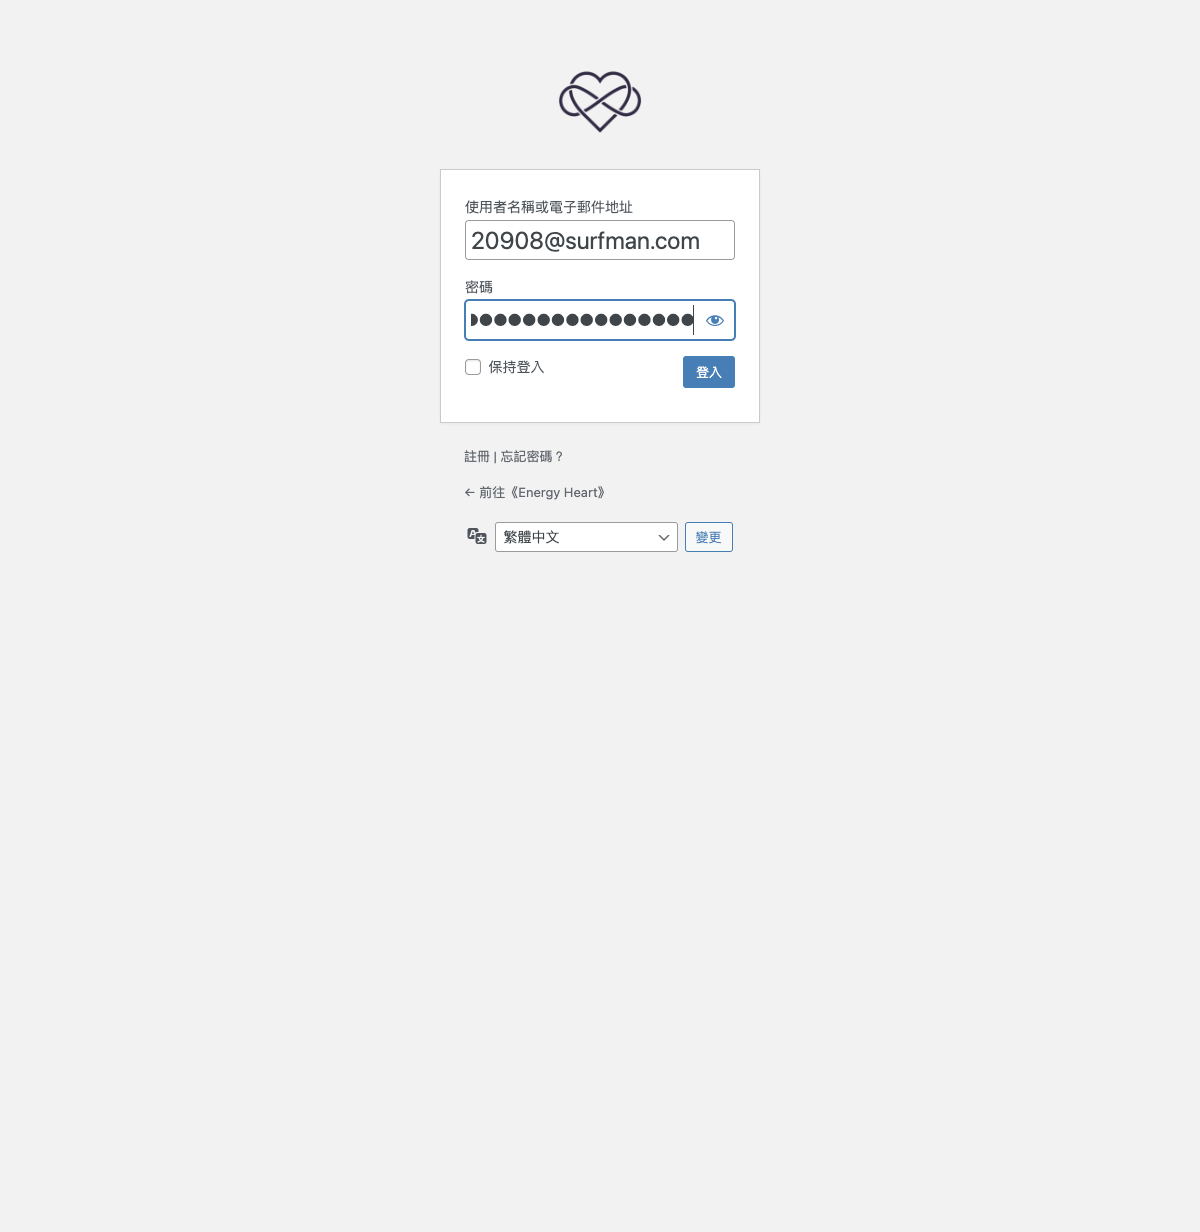 使用者名稱或電子郵件地址
20908@surfman.com
密碼
●●●●●●●●●●●●●●●●
保持登入
登入
註冊 | 忘記密碼？
← 前往《Energy Heart》
繁體中文
變更